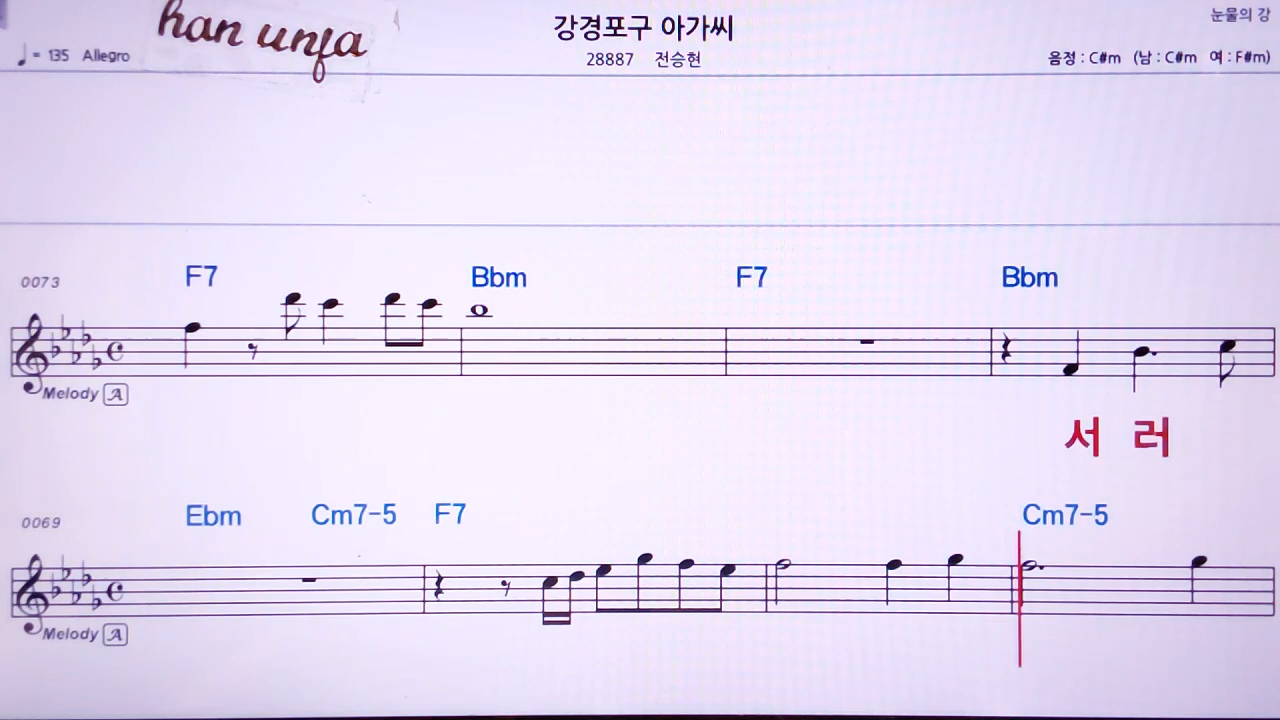 han unja
강경포구 아가씨
눈물의 강
♩= 135 Allegro
28887 전승현
음정 : C#m (남 : C#m 여 : F#m)
F7 Bbm F7 Bbm
0073
Melody A
서 러
Ebm Cm7-5 F7 Cm7-5
0069
Melody A